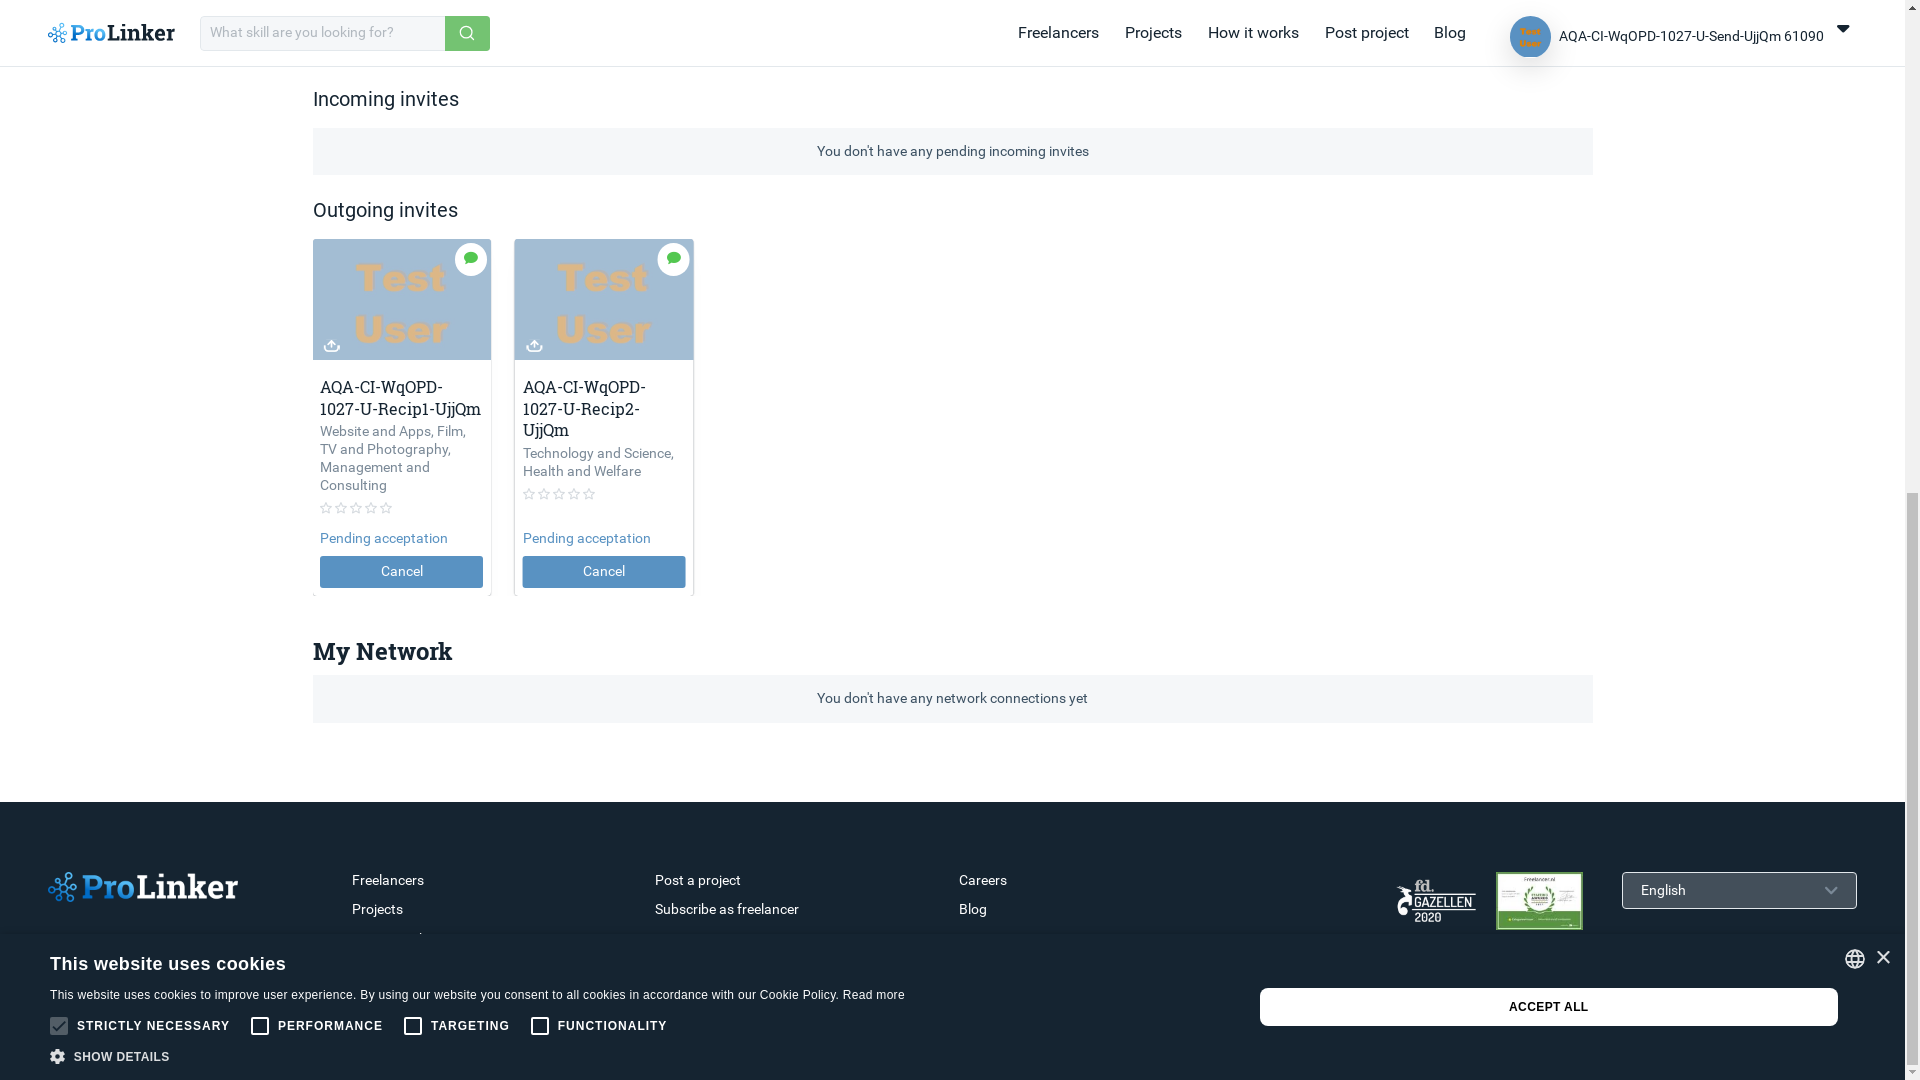 ProLinker
What skill are you looking for?
Freelancers
Projects
How it works
Post project
Blog
Test
User
AQA-CI-WqOPD-1027-U-Send-UjjQm 61090
Incoming invites
You don't have any pending incoming invites
Outgoing invites
Test
User
AQA-CI-WqOPD-
1027-U-Recip1-UjjQm
Website and Apps, Film,
TV and Photography,
Management and
Consulting
Pending acceptation
Cancel
Test
User
AQA-CI-WqOPD-
1027-U-Recip2-
UjjQm
Technology and Science,
Health and Welfare
Pending acceptation
Cancel
My Network
You don't have any network connections yet
ProLinker
Freelancers
Projects
Post a project
Subscribe as freelancer
Careers
Blog
fd.
GAZELLEN
2020
Freelancer.nl
English
This website uses cookies
This website uses cookies to improve user experience. By using our website you consent to all cookies in accordance with our Cookie Policy. Read more
STRICTLY NECESSARY
PERFORMANCE
TARGETING
FUNCTIONALITY
SHOW DETAILS
ACCEPT ALL